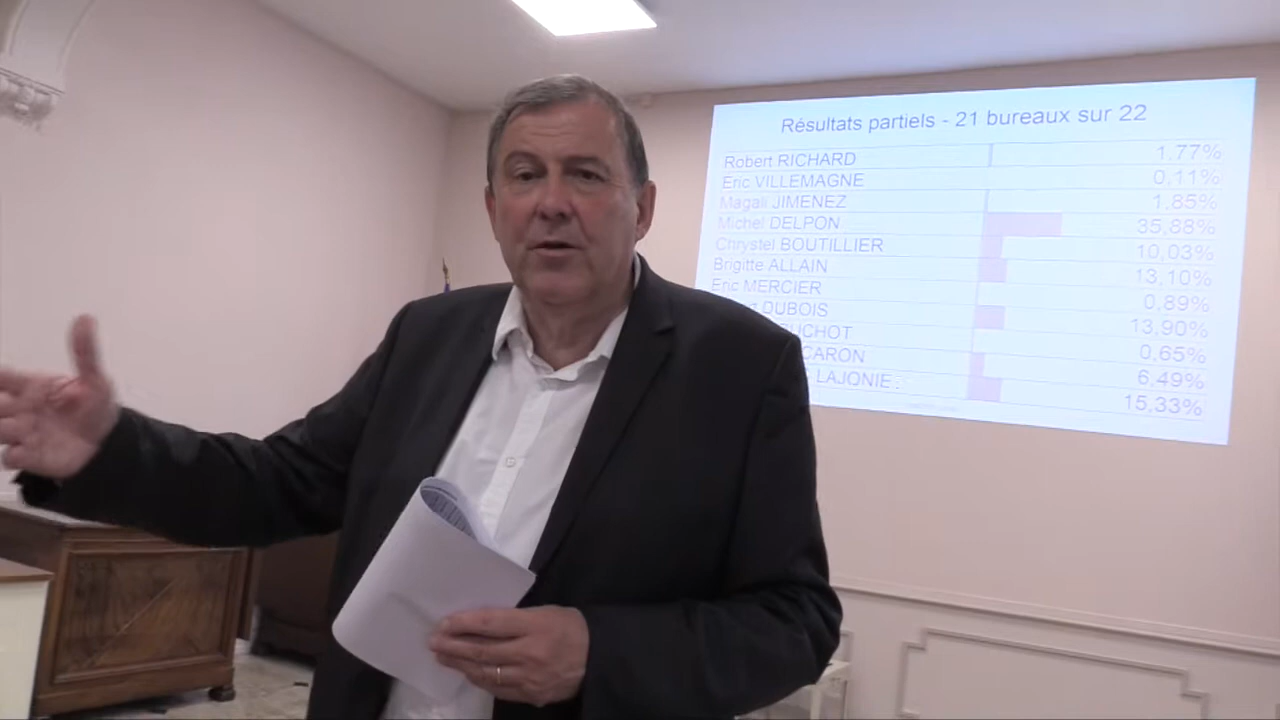 Résultats partiels - 21 bureaux sur 22
Robert RICHARD 1,77%
Eric VILLEMAGNE 0,11%
Magali JIMENEZ 1,85%
Michel DELPON 35,88%
Chrystel BOUTILLIER 10,03%
Brigitte ALLAIN 13,10%
Eric MERCIER 0,89%
DUBOIS 13,90%
0,65%
CARON 6,49%
LAJONIE 15,33%